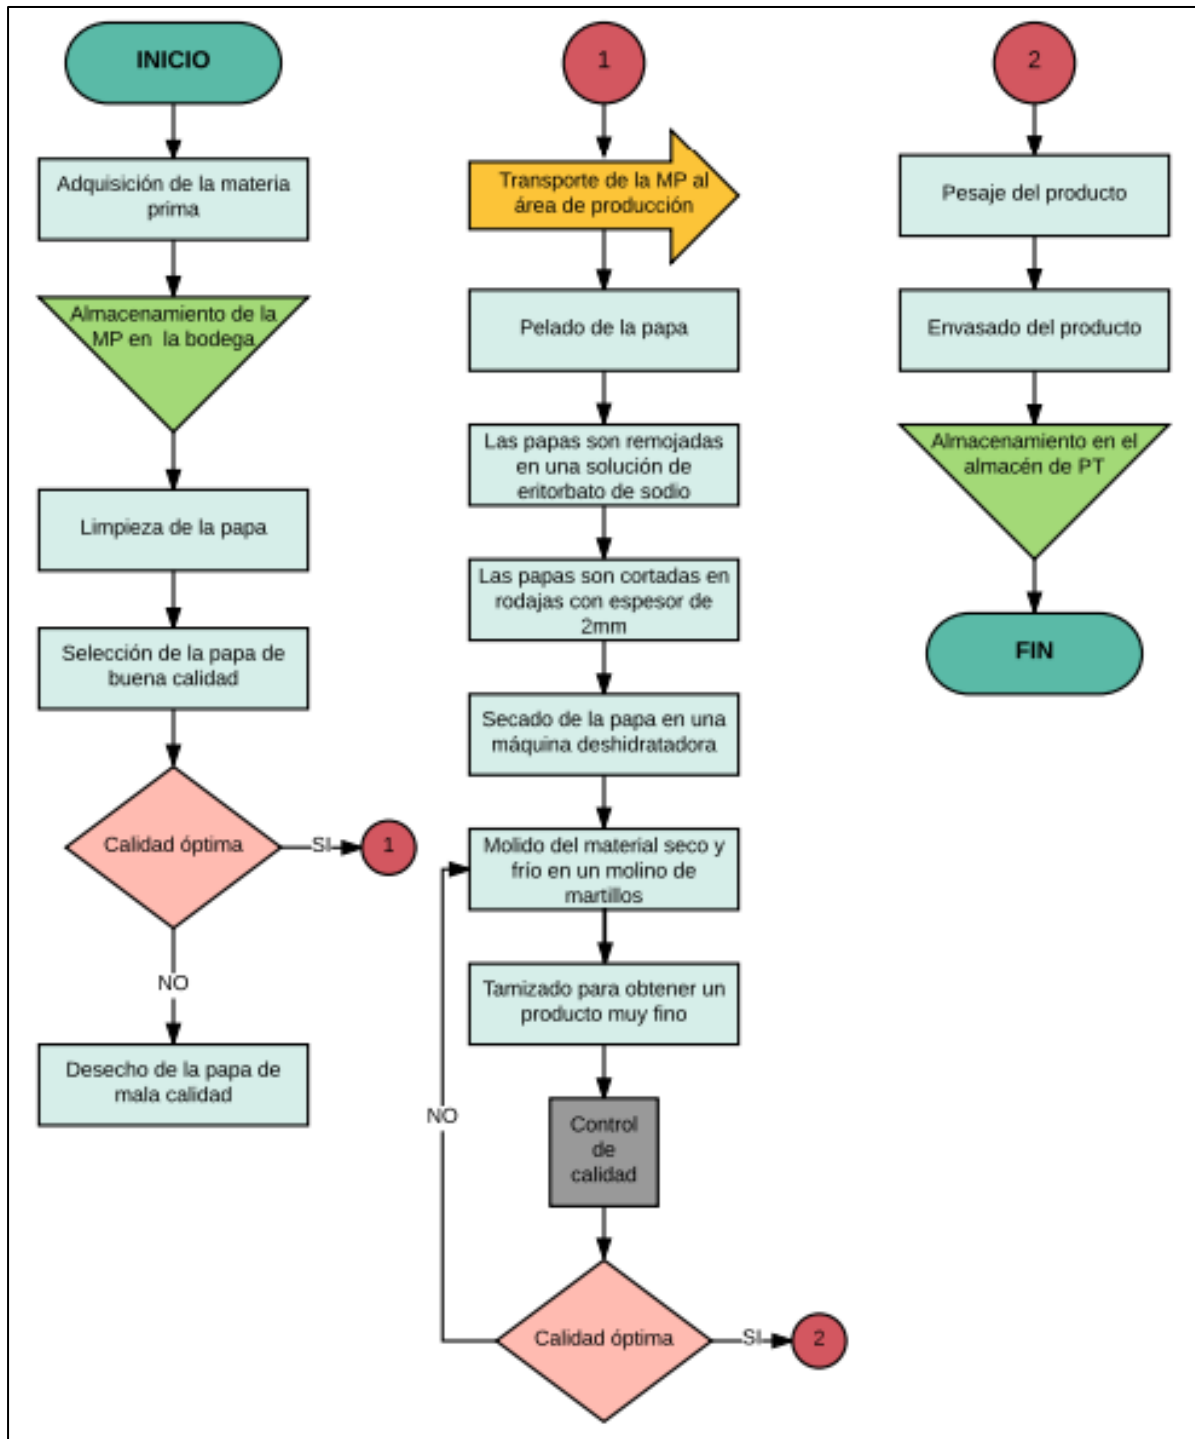 INICIO
Adquisición de la materia
prima
Almacenamiento de la
MP en la bodega
Limpieza de la papa
Selección de la papa de
buena calidad
Calidad óptima
SI
1
NO
Desecho de la papa de
mala calidad
1
Transporte de la MP al
área de producción
Pelado de la papa
Las papas son remojadas
en una solución de
eritorbato de sodio
Las papas son cortadas en
rodajas con espesor de
2mm
Secado de la papa en una
máquina deshidratadora
Molido del material seco y
frío en un molino de
martillos
Tamizado para obtener un
producto muy fino
Control
de
calidad
NO
Calidad óptima
SI
2
2
Pesaje del producto
Envasado del producto
Almacenamiento en el
almacén de PT
FIN